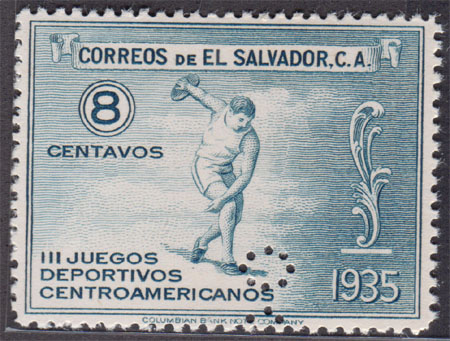 CORREOS DE EL SALVADOR, C.A.
8
CENTAVOS
III JUEGOS
DEPORTIVOS
CENTROAMERICANOS
1935
COLUMBIAN BANK NOTE COMPANY